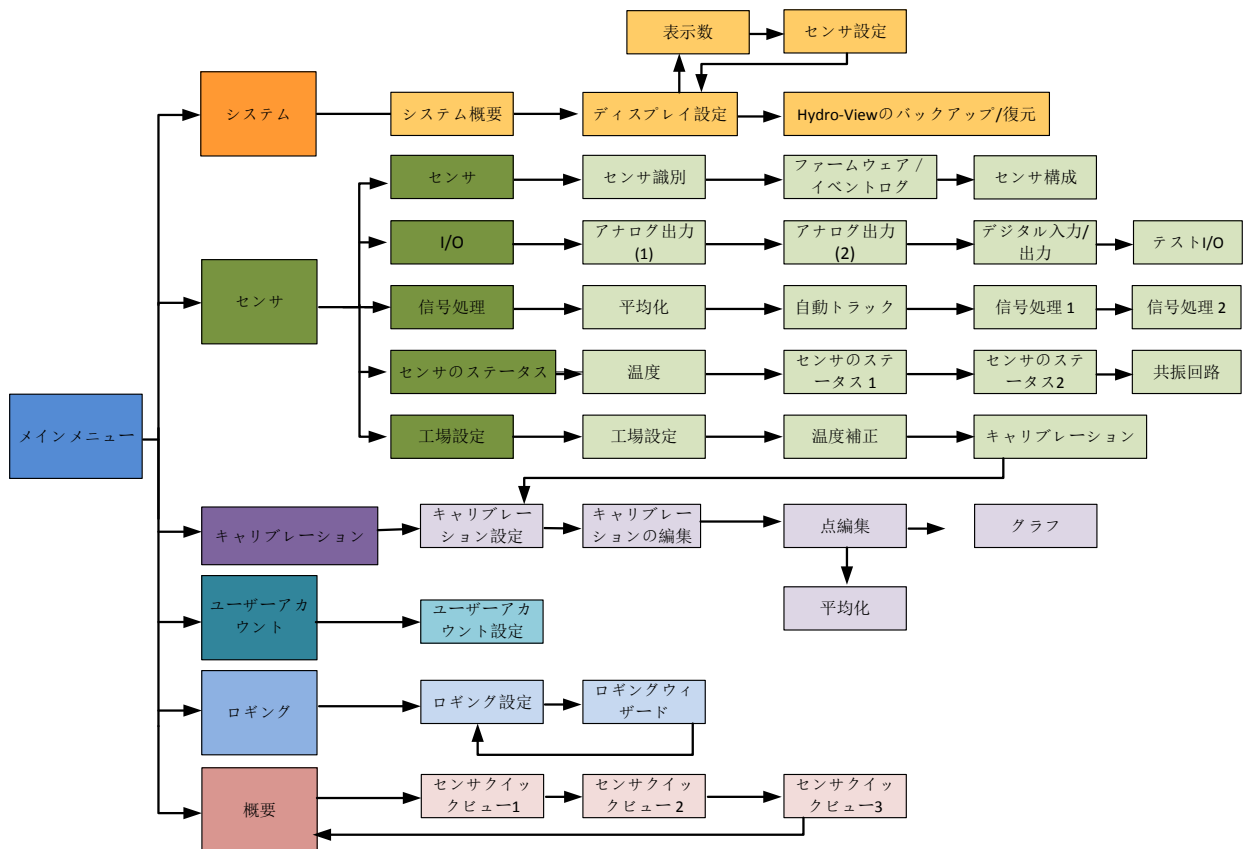 表示数
センサ設定
システム
システム概要
ディスプレイ設定
Hydro-Viewのバックアップ/復元
センサ
センサ識別
ファームウェア /
イベントログ
センサ構成
I/O
アナログ出力
(1)
アナログ出力
(2)
デジタル入力/
出力
テストI/O
センサ
信号処理
平均化
自動トラック
信号処理 1
信号処理 2
センサのステータス
温度
センサのステ
ータス 1
センサのステ
ータス2
共振回路
メインメニュー
工場設定
工場設定
温度補正
キャリブレーション
キャリブレーション
キャリブレー
ション設定
キャリブレー
ションの編集
点編集
グラフ
平均化
ユーザーアカ
ウント
ユーザーアカ
ウント設定
ロギング
ロギング設定
ロギングウィ
ザード
概要
センサクイッ
クビュー1
センサクイッ
クビュー 2
センサクイッ
クビュー3